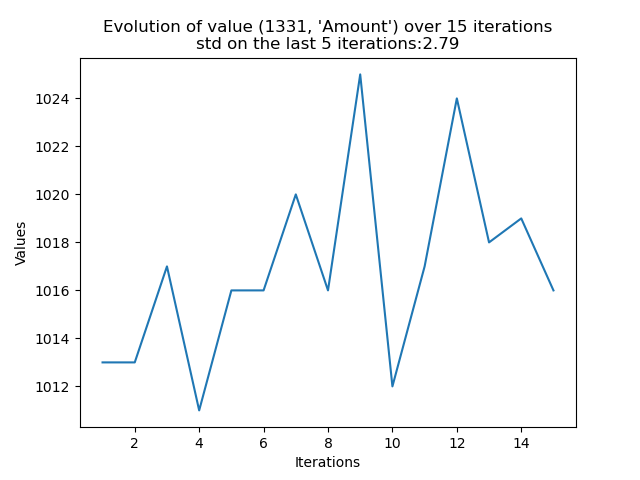 Evolution of value (1331, 'Amount') over 15 iterations
std on the last 5 iterations:2.79
1024
1022
1020
1018
1016
1014
1012
Values
2 4 6 8 10 12 14
Iterations